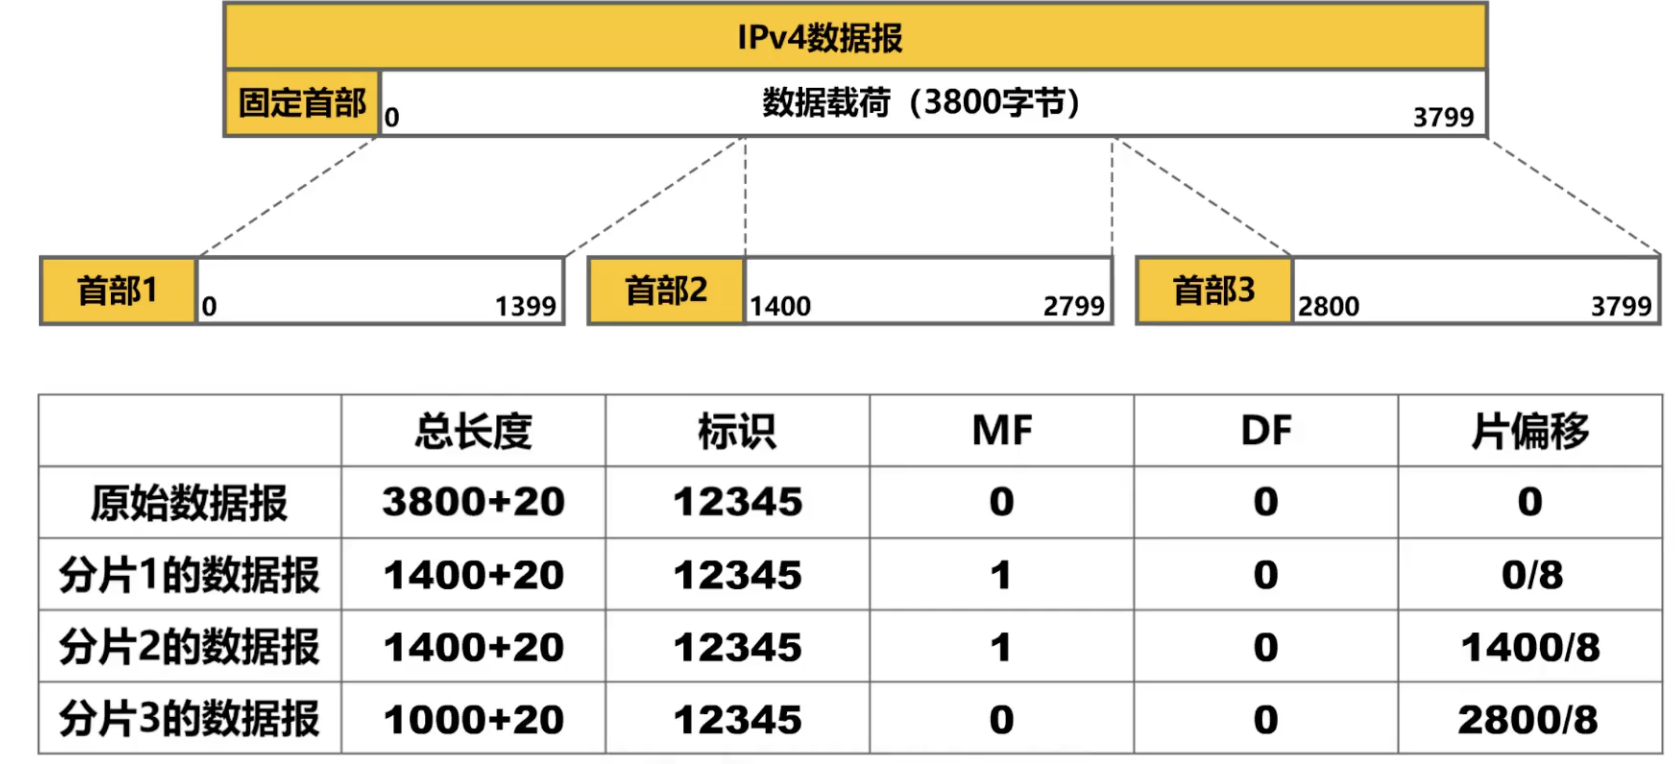 IPv4数据报
固定首部 0 数据载荷（3800字节） 3799
首部1 0 1399 首部2 1400 2799 首部3 2800 3799
总长度 标识 MF DF 片偏移
原始数据报 3800+20 12345 0 0 0
分片1的数据报 1400+20 12345 1 0 0/8
分片2的数据报 1400+20 12345 1 0 1400/8
分片3的数据报 1000+20 12345 0 0 2800/8